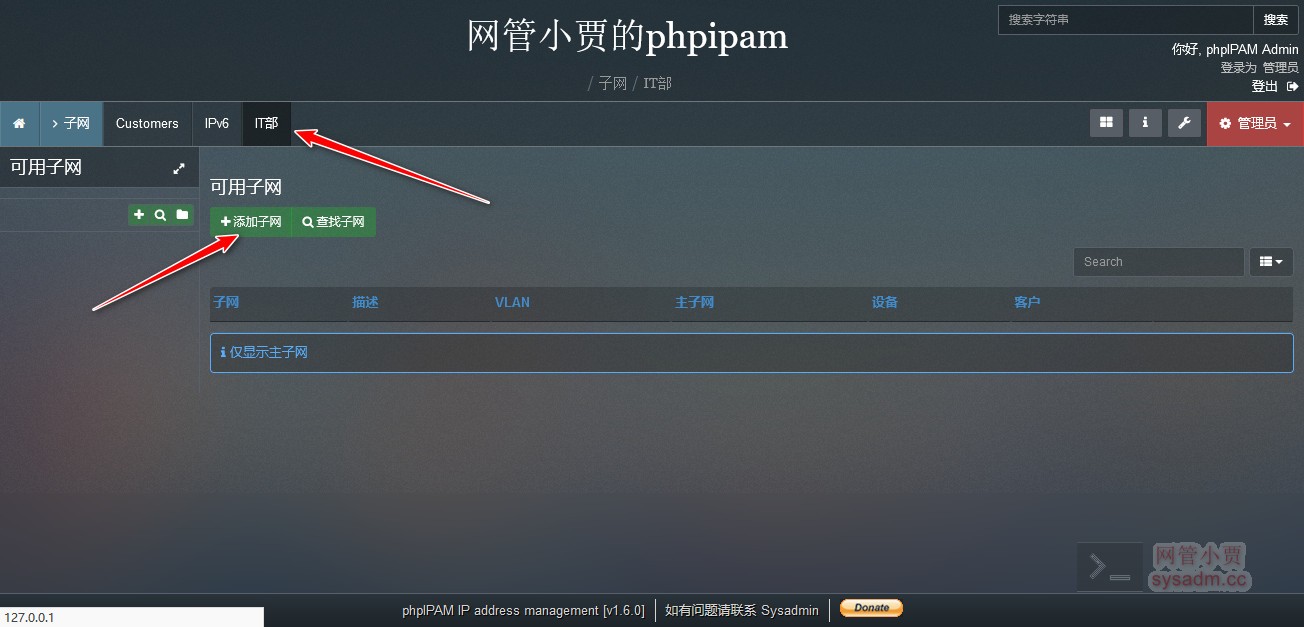 网管小贾的phpipam
/ 子网 / IT部
搜索字符串 搜索
你好, phpIPAM Admin
登录为 管理员
登出
子网 Customers IPv6 IT部 管理员
可用子网
可用子网
添加子网 查找子网
Search
子网 描述 VLAN 主子网 设备 客户
仅显示主子网
网管小贾
sysadm.cc
phpIPAM IP address management [v1.6.0] 如有问题请联系 Sysadmin Donate
127.0.0.1